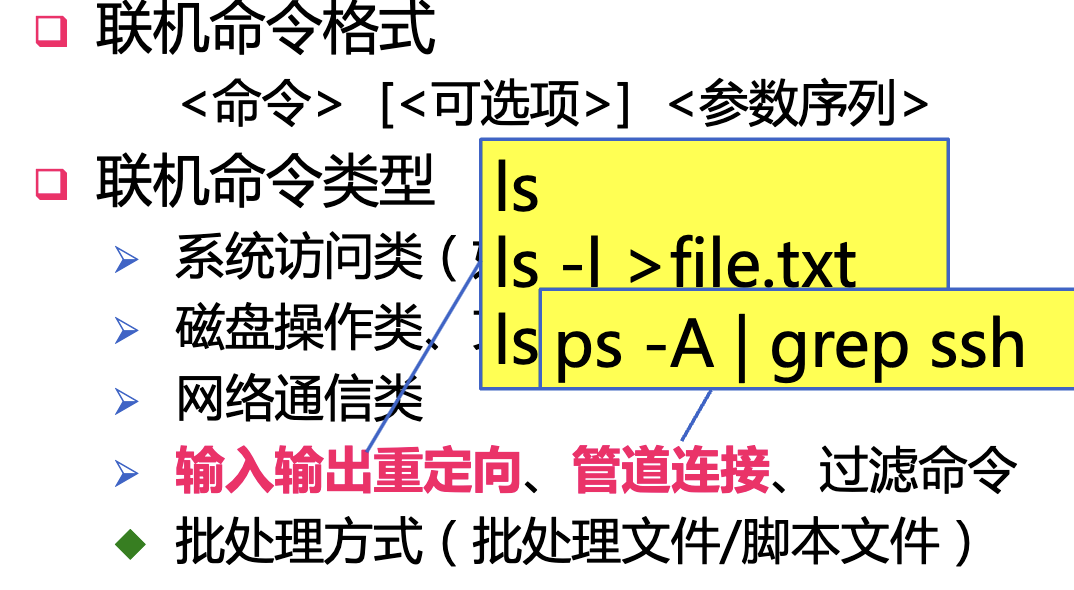 联机命令格式
<命令> [<可选项>] <参数序列>
联机命令类型
系统访问类（
磁盘操作类、
网络通信类
输入输出重定向、管道连接、过滤命令
批处理方式（批处理文件/脚本文件）
ls
ls -l >file.txt
ls
ps -A | grep ssh